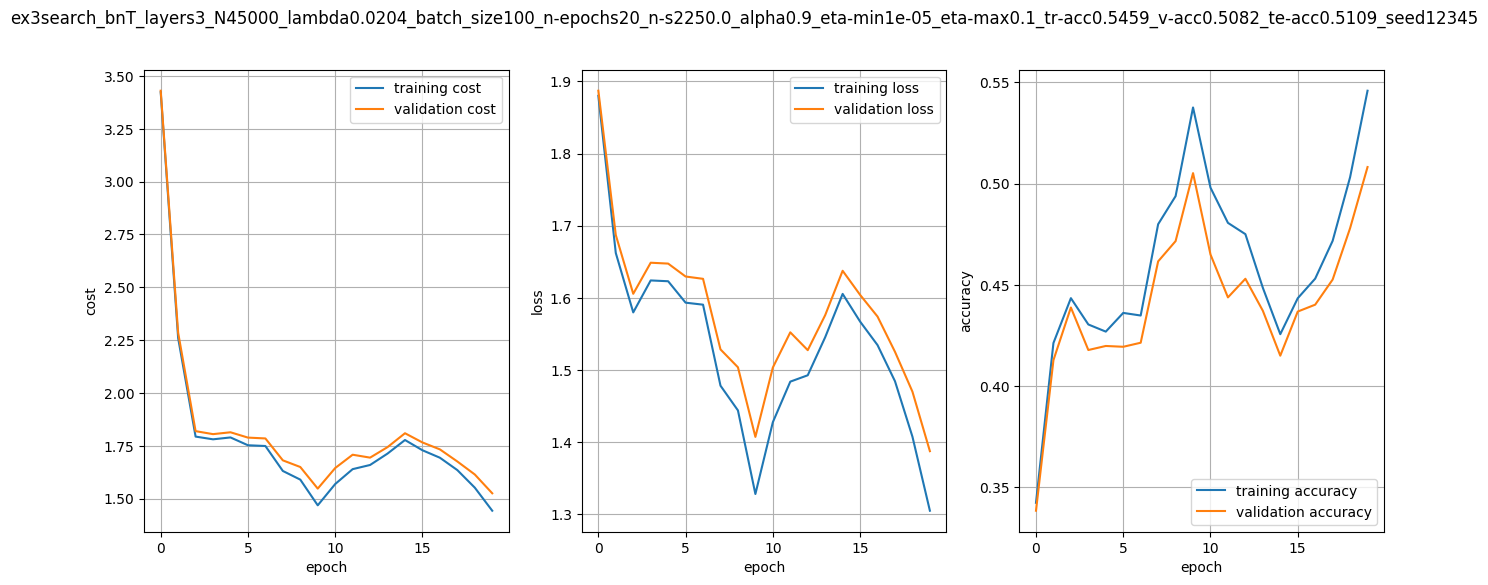 ex3search_bnT_layers3_N45000_lambda0.0204_batch_size100_n-epochs20_n-s2250.0_alpha0.9_eta-min1e-05_eta-max0.1_tr-acc0.5459_v-acc0.5082_te-acc0.5109_seed12345
3.50
3.25
3.00
2.75
2.50
2.25
2.00
1.75
1.50
cost
0
5
10
15
epoch
training cost
validation cost
1.9
1.8
1.7
1.6
1.5
1.4
1.3
loss
0
5
10
15
epoch
training loss
validation loss
0.55
0.50
0.45
0.40
0.35
accuracy
0
5
10
15
epoch
training accuracy
validation accuracy